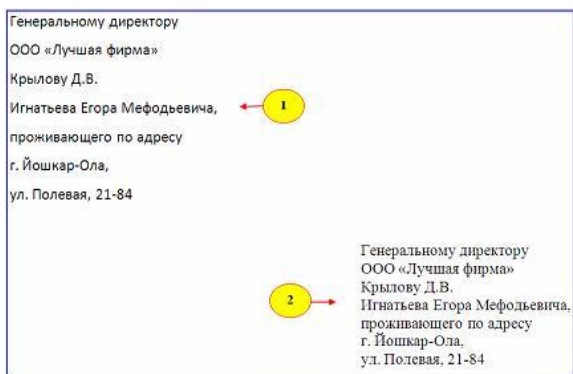 Генеральному директору
ООО «Лучшая фирма»
Крылову Д.В.
Игнатьева Егора Мефодьевича,
1
проживающего по адресу
г. Йошкар-Ола,
ул. Полевая, 21-84
Генеральному директору
ООО «Лучшая фирма»
Крылову Д.В.
2
Игнатьева Егора Мефодьевича,
проживающего по адресу
г. Йошкар-Ола,
ул. Полевая, 21-84